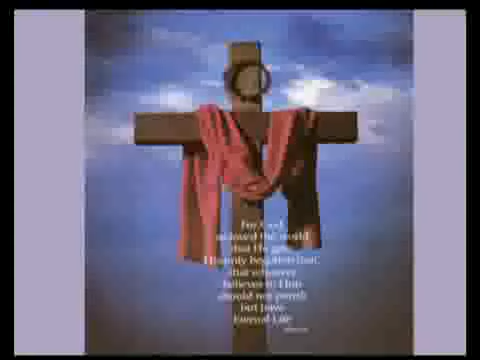 For God
so loved the world
that He gave
His only begotten Son,
that whoever
believes in Him
should not perish
but have
Eternal Life